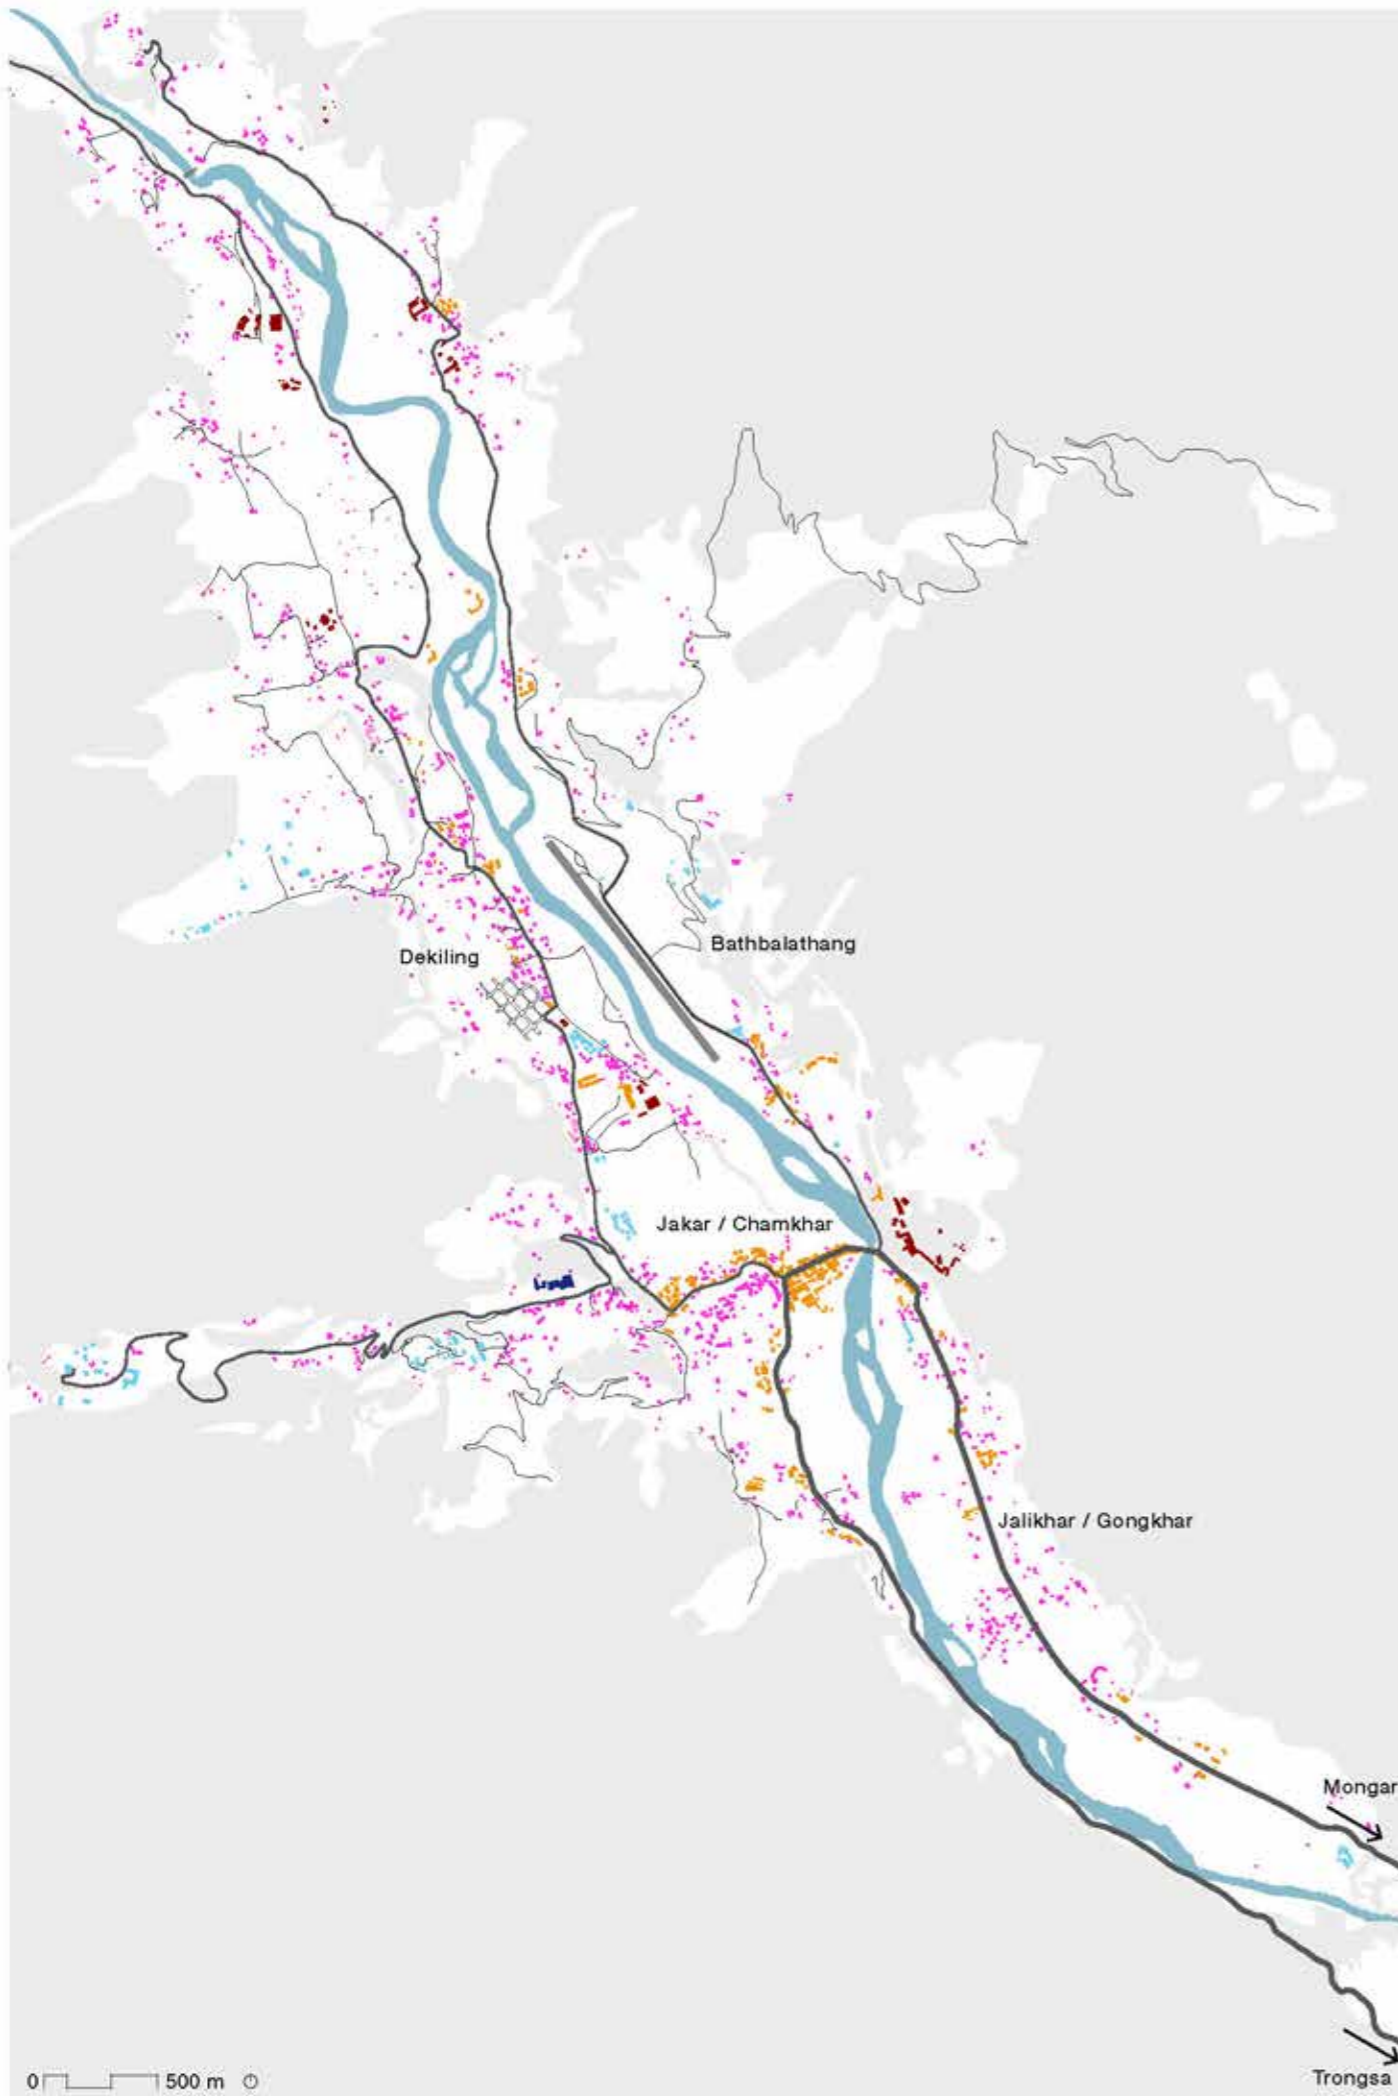 Dekiling
Bathbalathang
Jakar / Chamkhar
Jalikhar / Gongkhar
Mongar
Trongsa
0 500 m